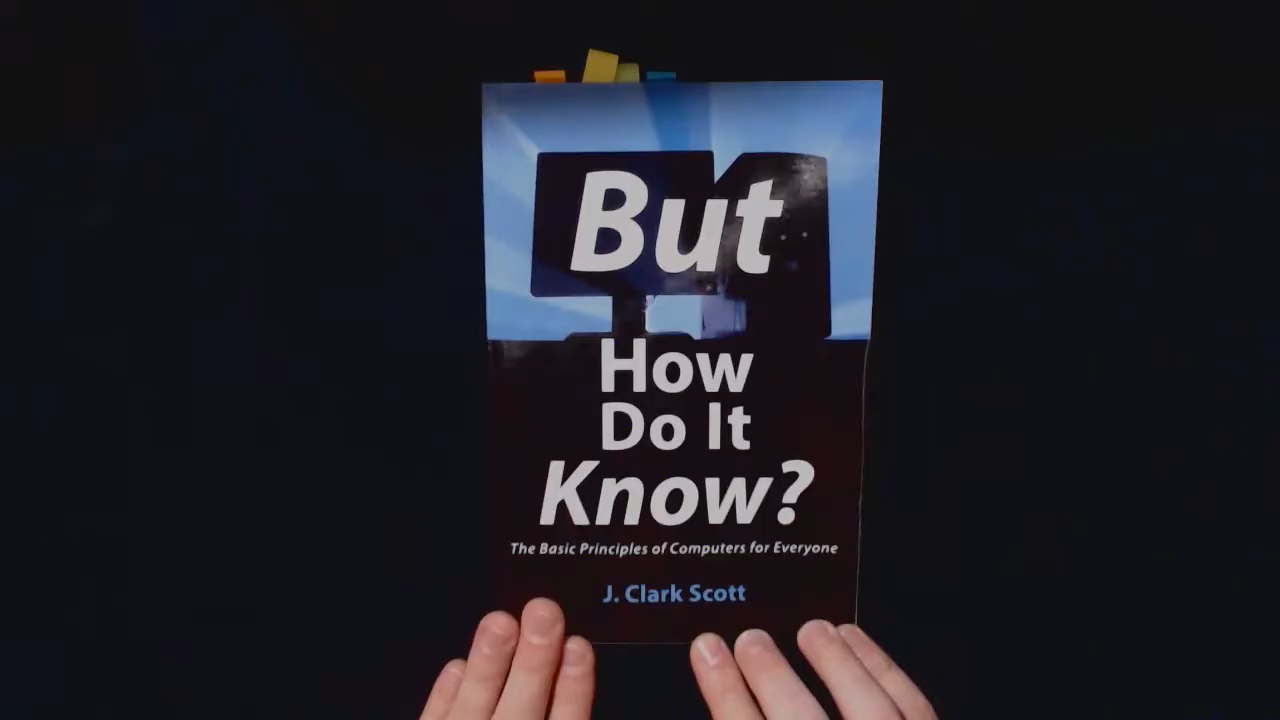 But
How
Do It
Know?
The Basic Principles of Computers for Everyone
J. Clark Scott